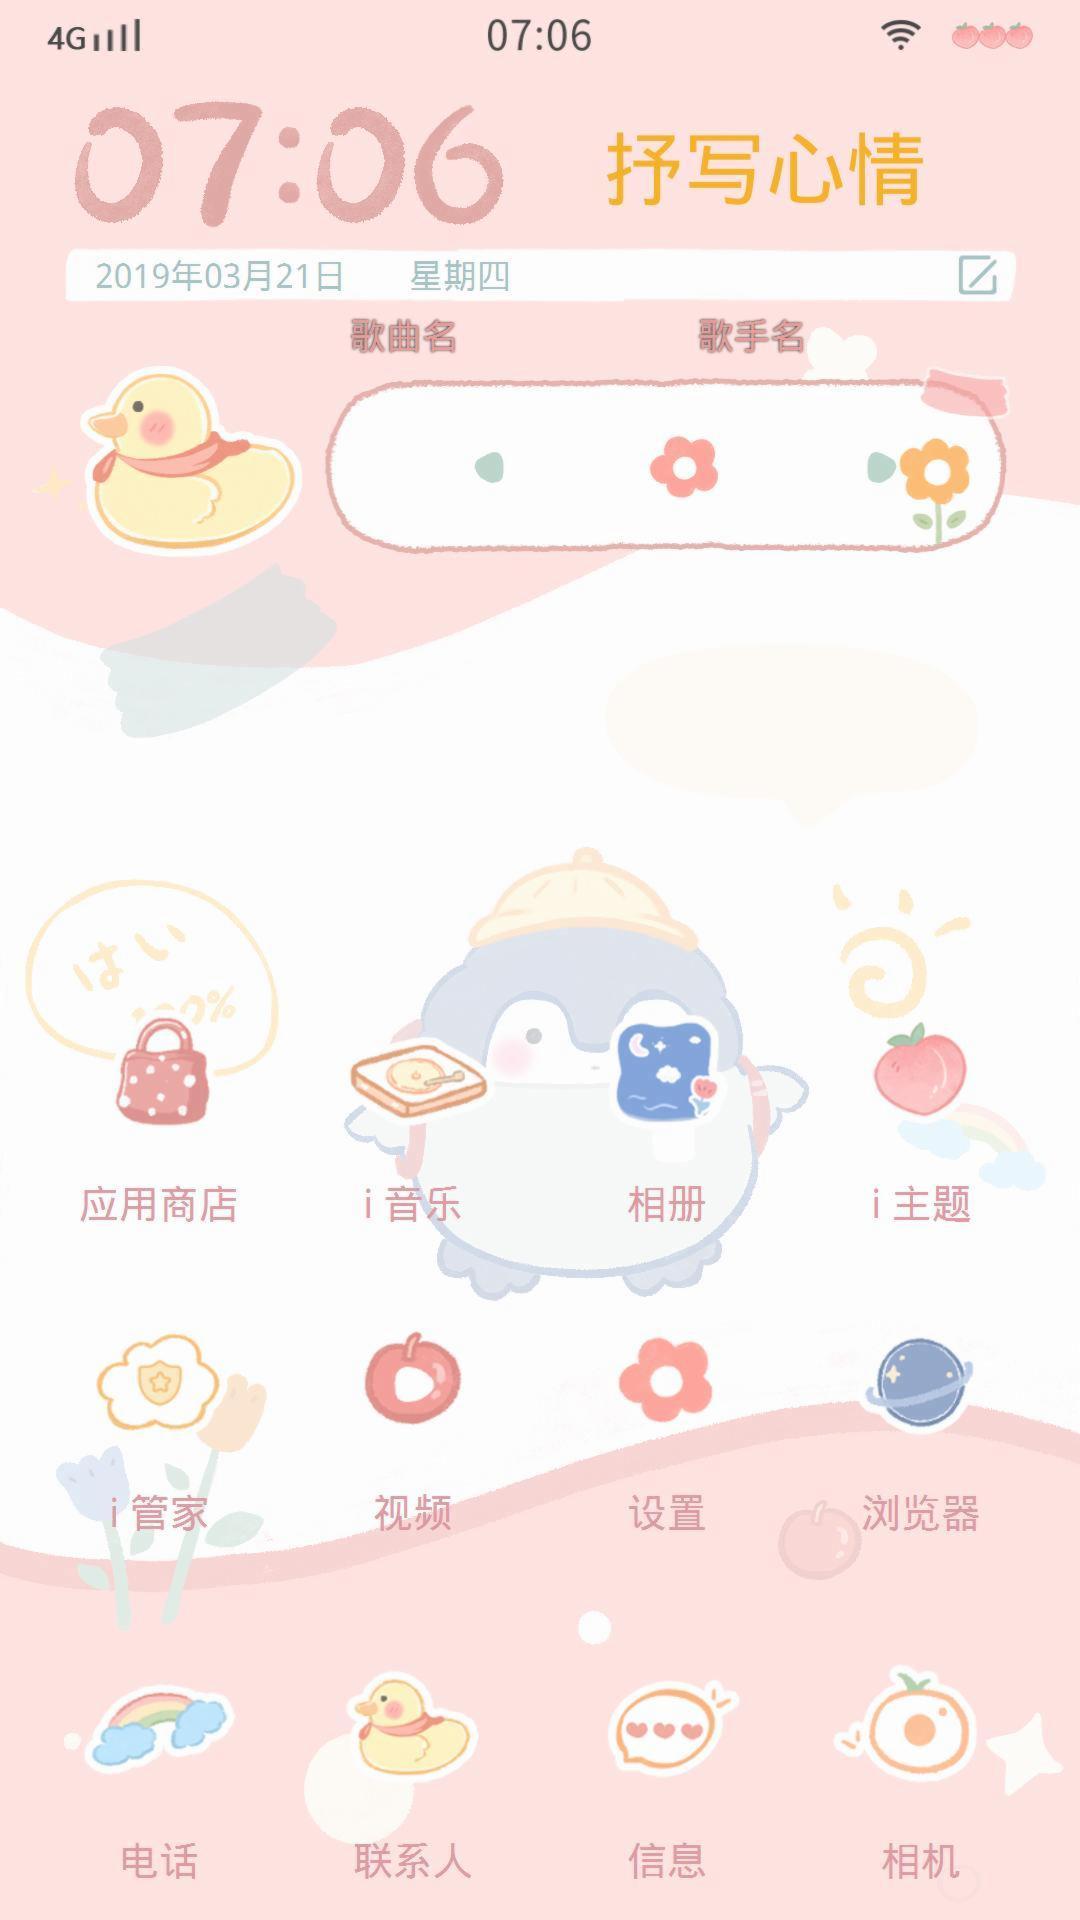 4G 07:06
07:06 抒写心情
2019年03月21日 星期四
歌曲名 歌手名
はい
%
应用商店 i 音乐 相册 i 主题
i 管家 视频 设置 浏览器
电话 联系人 信息 相机